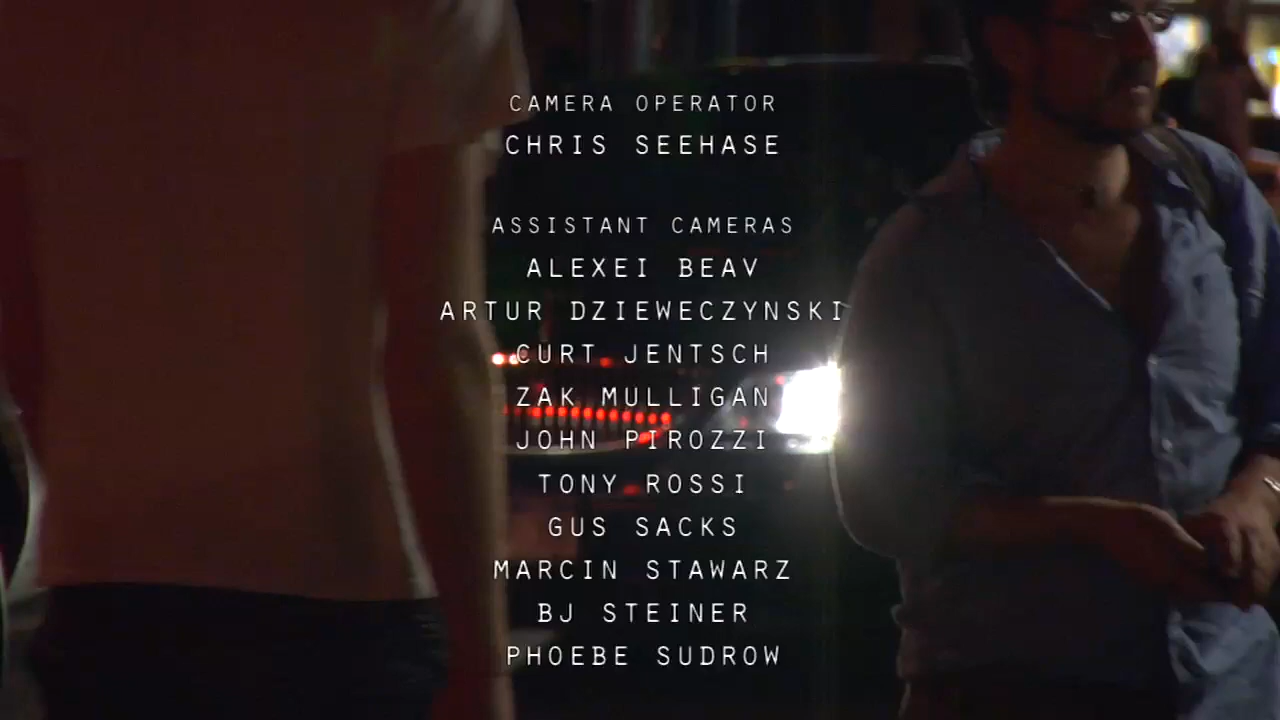 CAMERA OPERATOR
CHRIS SEEHASE
ASSISTANT CAMERAS
ALEXEI BEAV
ARTUR DZIEWECZYNSKI
CURT JENTSCH
ZAK MULLIGAN
JOHN PIROZZI
TONY ROSSI
GUS SACKS
MARCIN STAWARZ
BJ STEINER
PHOEBE SUDROW